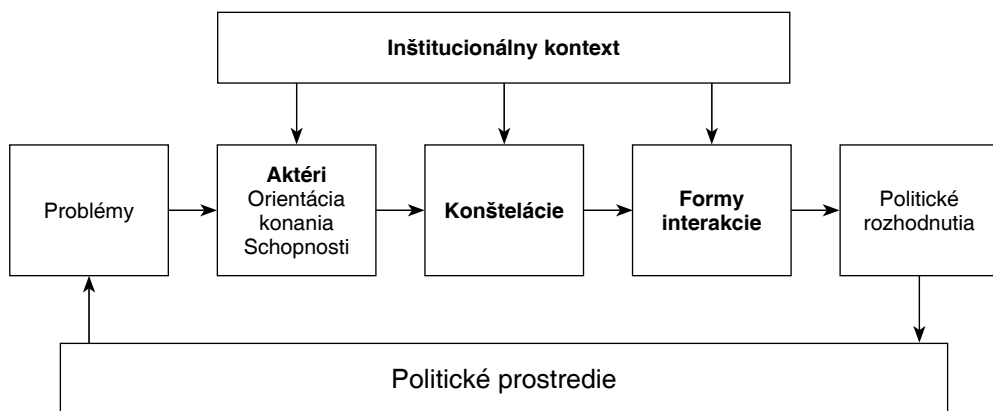 Inštitucionálny kontext
Problémy
Aktéri
Orientácia
konania
Schopnosti
Konštelácie
Formy
interakcie
Politické
rozhodnutia
Politické prostredie